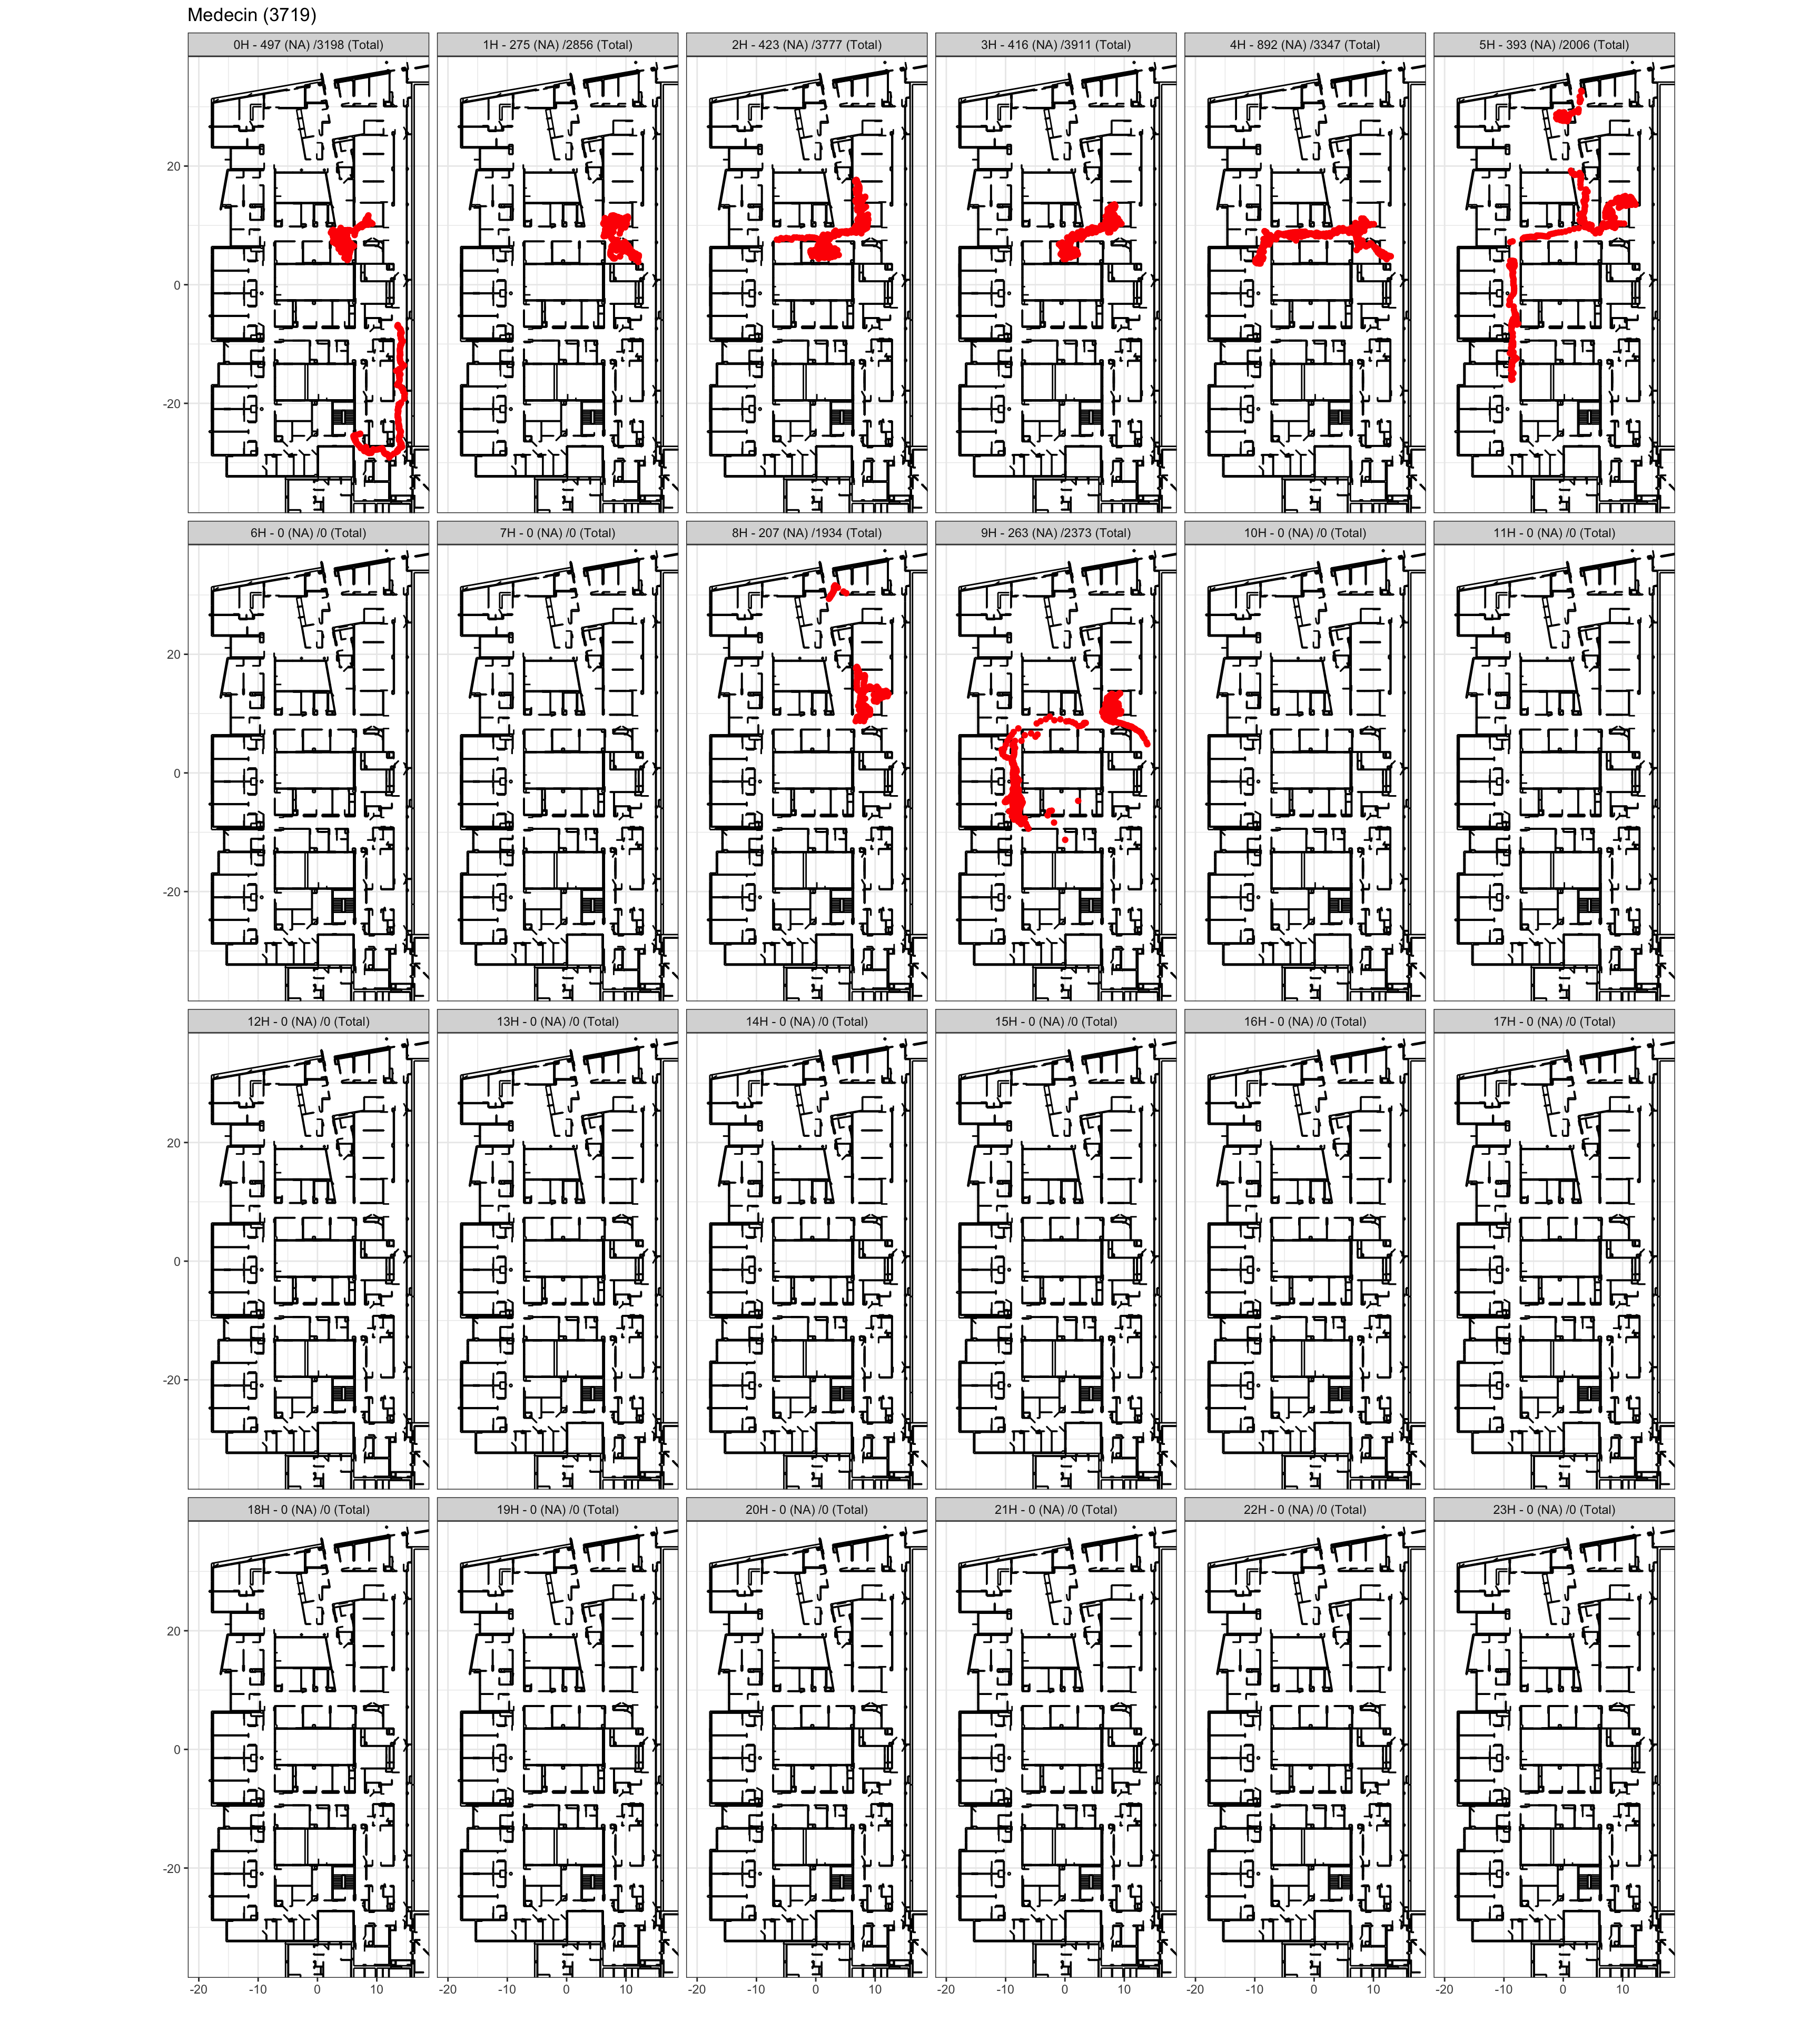 Medecin (3719)
0H - 497 (NA) /3198 (Total) 1H - 275 (NA) /2856 (Total) 2H - 423 (NA) /3777 (Total) 3H - 416 (NA) /3911 (Total) 4H - 892 (NA) /3347 (Total) 5H - 393 (NA) /2006 (Total)
20
0
-20
6H - 0 (NA) /0 (Total) 7H - 0 (NA) /0 (Total) 8H - 207 (NA) /1934 (Total) 9H - 263 (NA) /2373 (Total) 10H - 0 (NA) /0 (Total) 11H - 0 (NA) /0 (Total)
20
0
-20
12H - 0 (NA) /0 (Total) 13H - 0 (NA) /0 (Total) 14H - 0 (NA) /0 (Total) 15H - 0 (NA) /0 (Total) 16H - 0 (NA) /0 (Total) 17H - 0 (NA) /0 (Total)
20
0
-20
18H - 0 (NA) /0 (Total) 19H - 0 (NA) /0 (Total) 20H - 0 (NA) /0 (Total) 21H - 0 (NA) /0 (Total) 22H - 0 (NA) /0 (Total) 23H - 0 (NA) /0 (Total)
20
0
-20
-20 -10 0 10 -20 -10 0 10 -20 -10 0 10 -20 -10 0 10 -20 -10 0 10 -20 -10 0 10